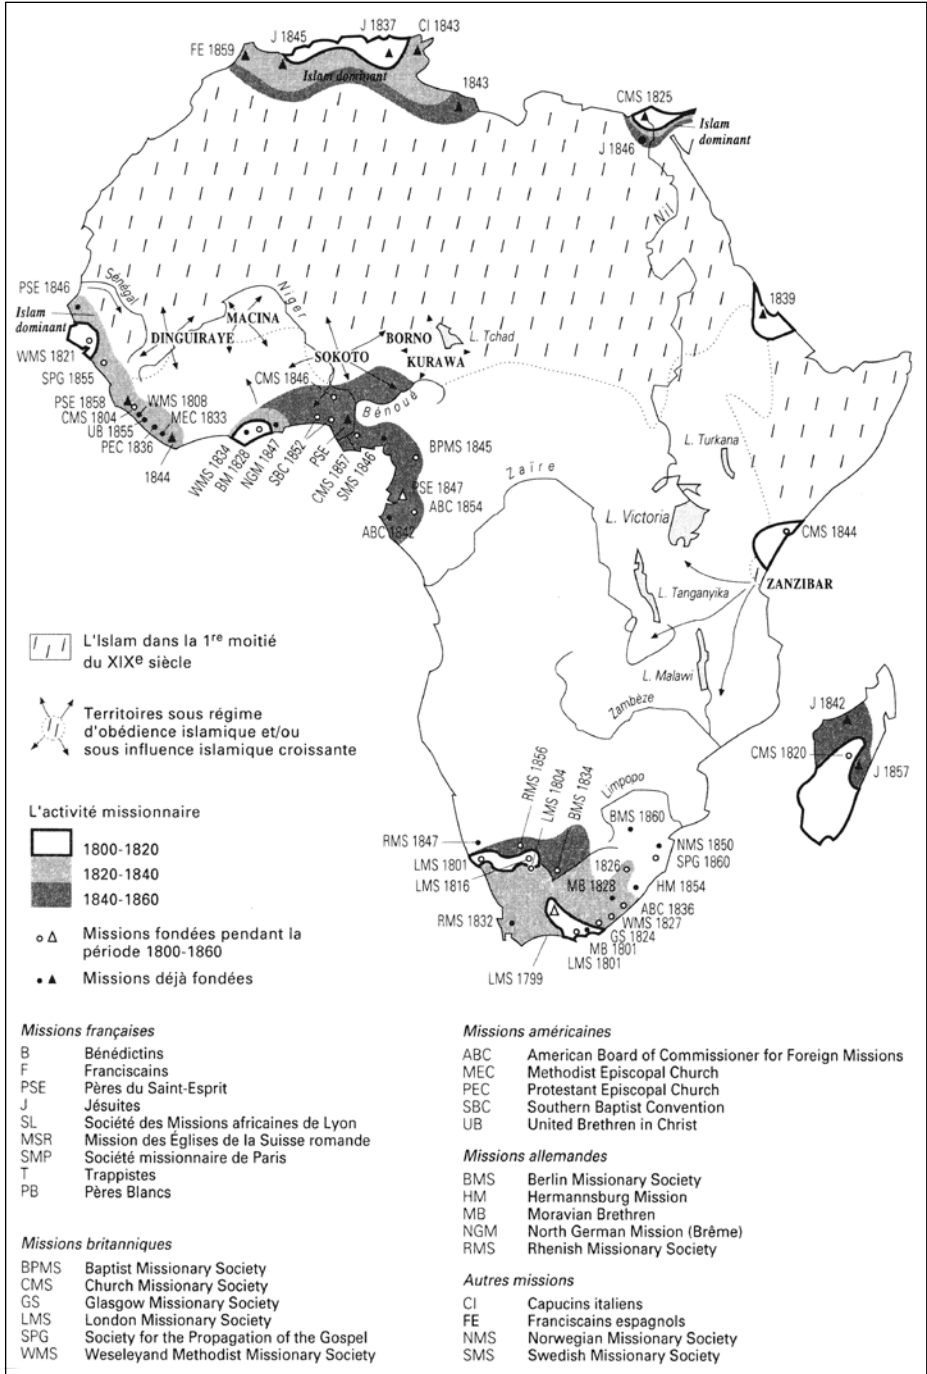 J 1837
CI 1843
J 1845
FE 1859
Islam dominant
1843
CMS 1825
Islam
dominant
J 1846
Nil
PSE 1846
Sénégal
Islam
dominant
Niger
MACINA
DINGUIRAYE
1839
BORNO
L. Tchad
SOKOTO
KURAWA
WMS 1821
SPG 1855
CMS 1846
Bénoué
PSE 1858
WMS 1808
CMS 1804
MEC 1833
UB 1855
PEC 1836
1844
WMS 1834
BM 1828
NGM 1847
SBC 1852
PSE
CMS 1857
SMS 1846
BPMS 1845
PSE 1847
ABC 1854
ABC 1842
Zaïre
L. Turkana
L. Victoria
CMS 1844
ZANZIBAR
L. Tanganyika
L. Malawi
Zambèze
J 1842
CMS 1820
J 1857
Limpopo
RMS 1856
LMS 1804
BMS 1834
BMS 1860
RMS 1847
NMS 1850
LMS 1801
SPG 1860
LMS 1816
1826
MB 1828
HM 1854
RMS 1832
ABC 1836
WMS 1827
GS 1824
MB 1801
LMS 1801
LMS 1799
L'Islam dans la 1re moitié
du XIXe siècle
Territoires sous régime
d'obédience islamique et/ou
sous influence islamique croissante
L'activité missionnaire
1800-1820
1820-1840
1840-1860
Missions fondées pendant la
période 1800-1860
Missions déjà fondées
Missions françaises
B Bénédictins
F Franciscains
PSE Pères du Saint-Esprit
J Jésuites
SL Société des Missions africaines de Lyon
MSR Mission des Églises de la Suisse romande
SMP Société missionnaire de Paris
T Trappistes
PB Pères Blancs
Missions britanniques
BPMS Baptist Missionary Society
CMS Church Missionary Society
GS Glasgow Missionary Society
LMS London Missionary Society
SPG Society for the Propagation of the Gospel
WMS Weseleyand Methodist Missionary Society
Missions américaines
ABC American Board of Commissioner for Foreign Missions
MEC Methodist Episcopal Church
PEC Protestant Episcopal Church
SBC Southern Baptist Convention
UB United Brethren in Christ
Missions allemandes
BMS Berlin Missionary Society
HM Hermannsburg Mission
MB Moravian Brethren
NGM North German Mission (Brême)
RMS Rhenish Missionary Society
Autres missions
CI Capucins italiens
FE Franciscains espagnols
NMS Norwegian Missionary Society
SMS Swedish Missionary Society